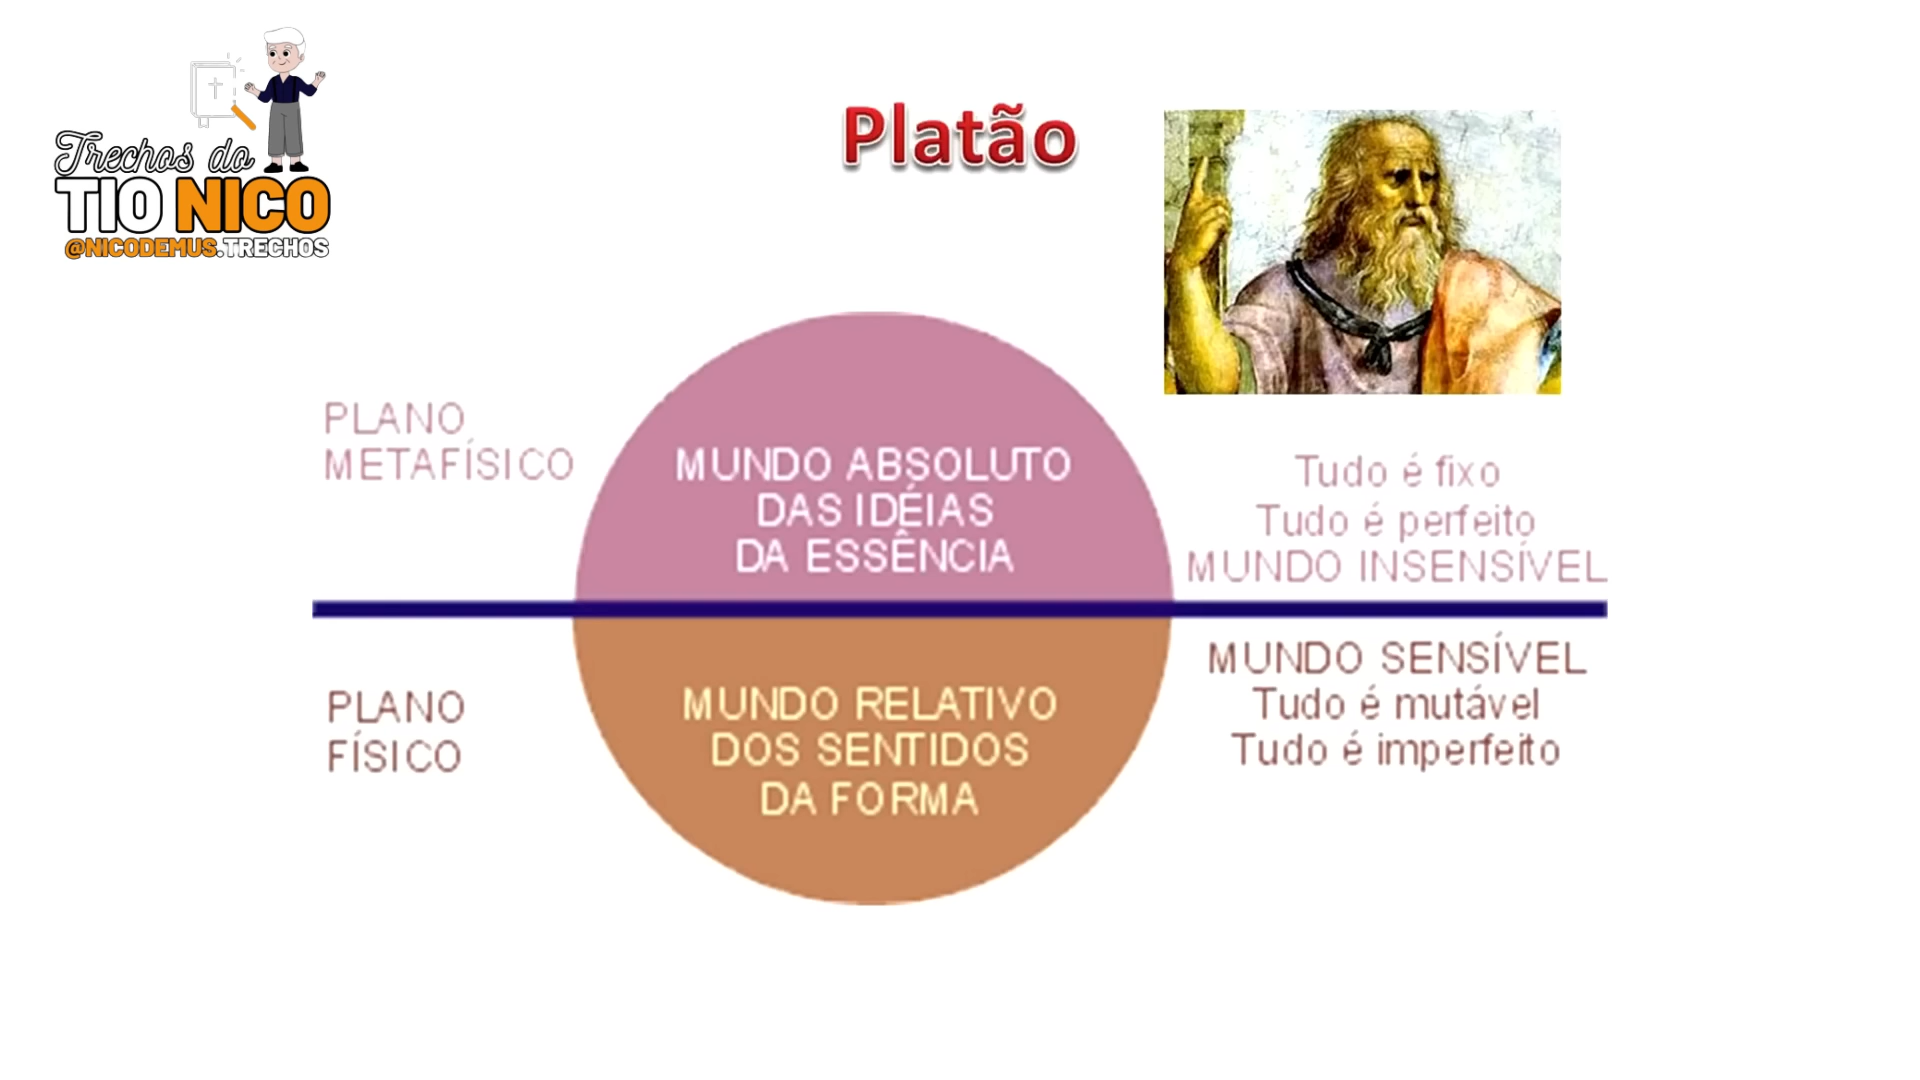 Trechos do
TIO NICO
@NICODEMUS.TRECHOS
Platão
PLANO
METAFÍSICO
MUNDO ABSOLUTO
DAS IDÉIAS
DA ESSÊNCIA
Tudo é fixo
Tudo é perfeito
MUNDO INSENSÍVEL
PLANO
FÍSICO
MUNDO RELATIVO
DOS SENTIDOS
DA FORMA
MUNDO SENSÍVEL
Tudo é mutável
Tudo é imperfeito